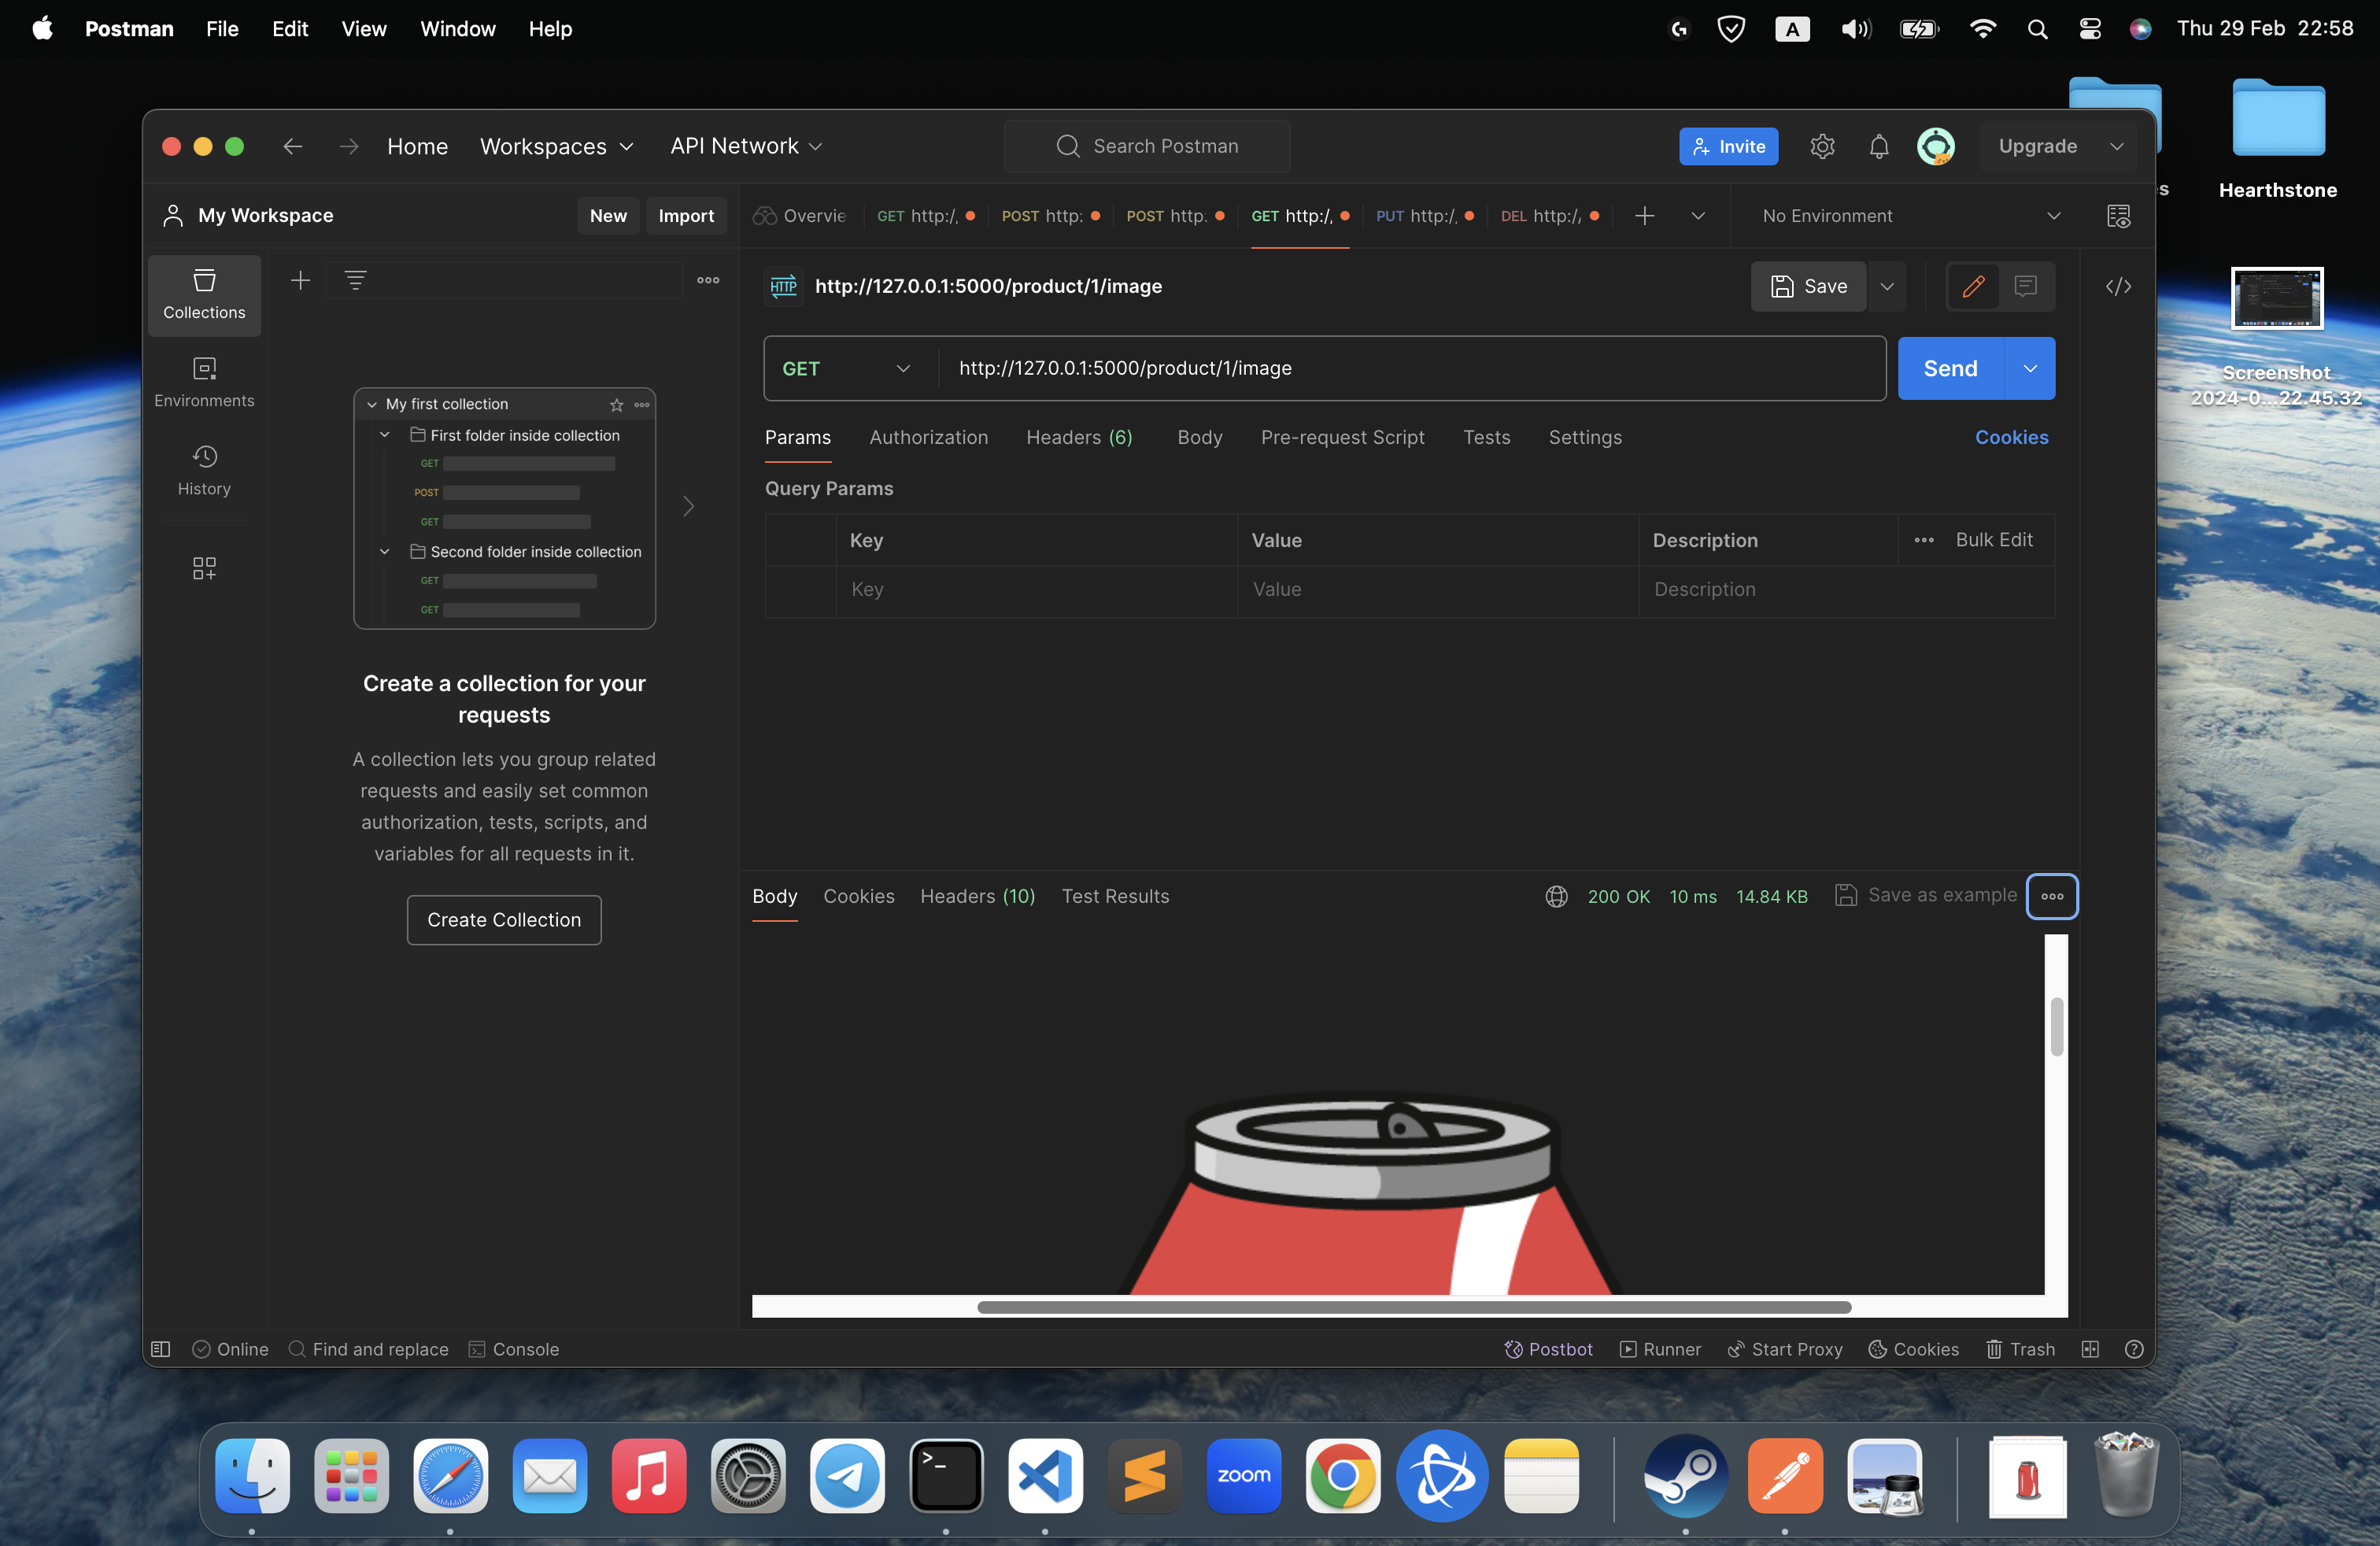 Postman File Edit View Window Help
A
Thu 29 Feb 22:58
Home Workspaces API Network
Search Postman
Invite
Upgrade
My Workspace
New Import
Overvie
GET http:/,
POST http:
POST http:
GET http:/,
PUT http:/,
DEL http://
No Environment
Collections
Environments
History
HTTP
http://127.0.0.1:5000/product/1/image
Save
GET
http://127.0.0.1:5000/product/1/image
Send
Params Authorization Headers (6) Body Pre-request Script Tests Settings
Cookies
Query Params
Key Value Description Bulk Edit
Key Value Description
My first collection
First folder inside collection
GET
POST
GET
Second folder inside collection
GET
GET
Create a collection for your
requests
A collection lets you group related
requests and easily set common
authorization, tests, scripts, and
variables for all requests in it.
Create Collection
Body Cookies Headers (10) Test Results
200 OK 10 ms 14.84 KB Save as example
Online Find and replace Console
Postbot Runner Start Proxy Cookies Trash
s
Hearthstone
Screenshot
2024-0...22.45.32
zoom